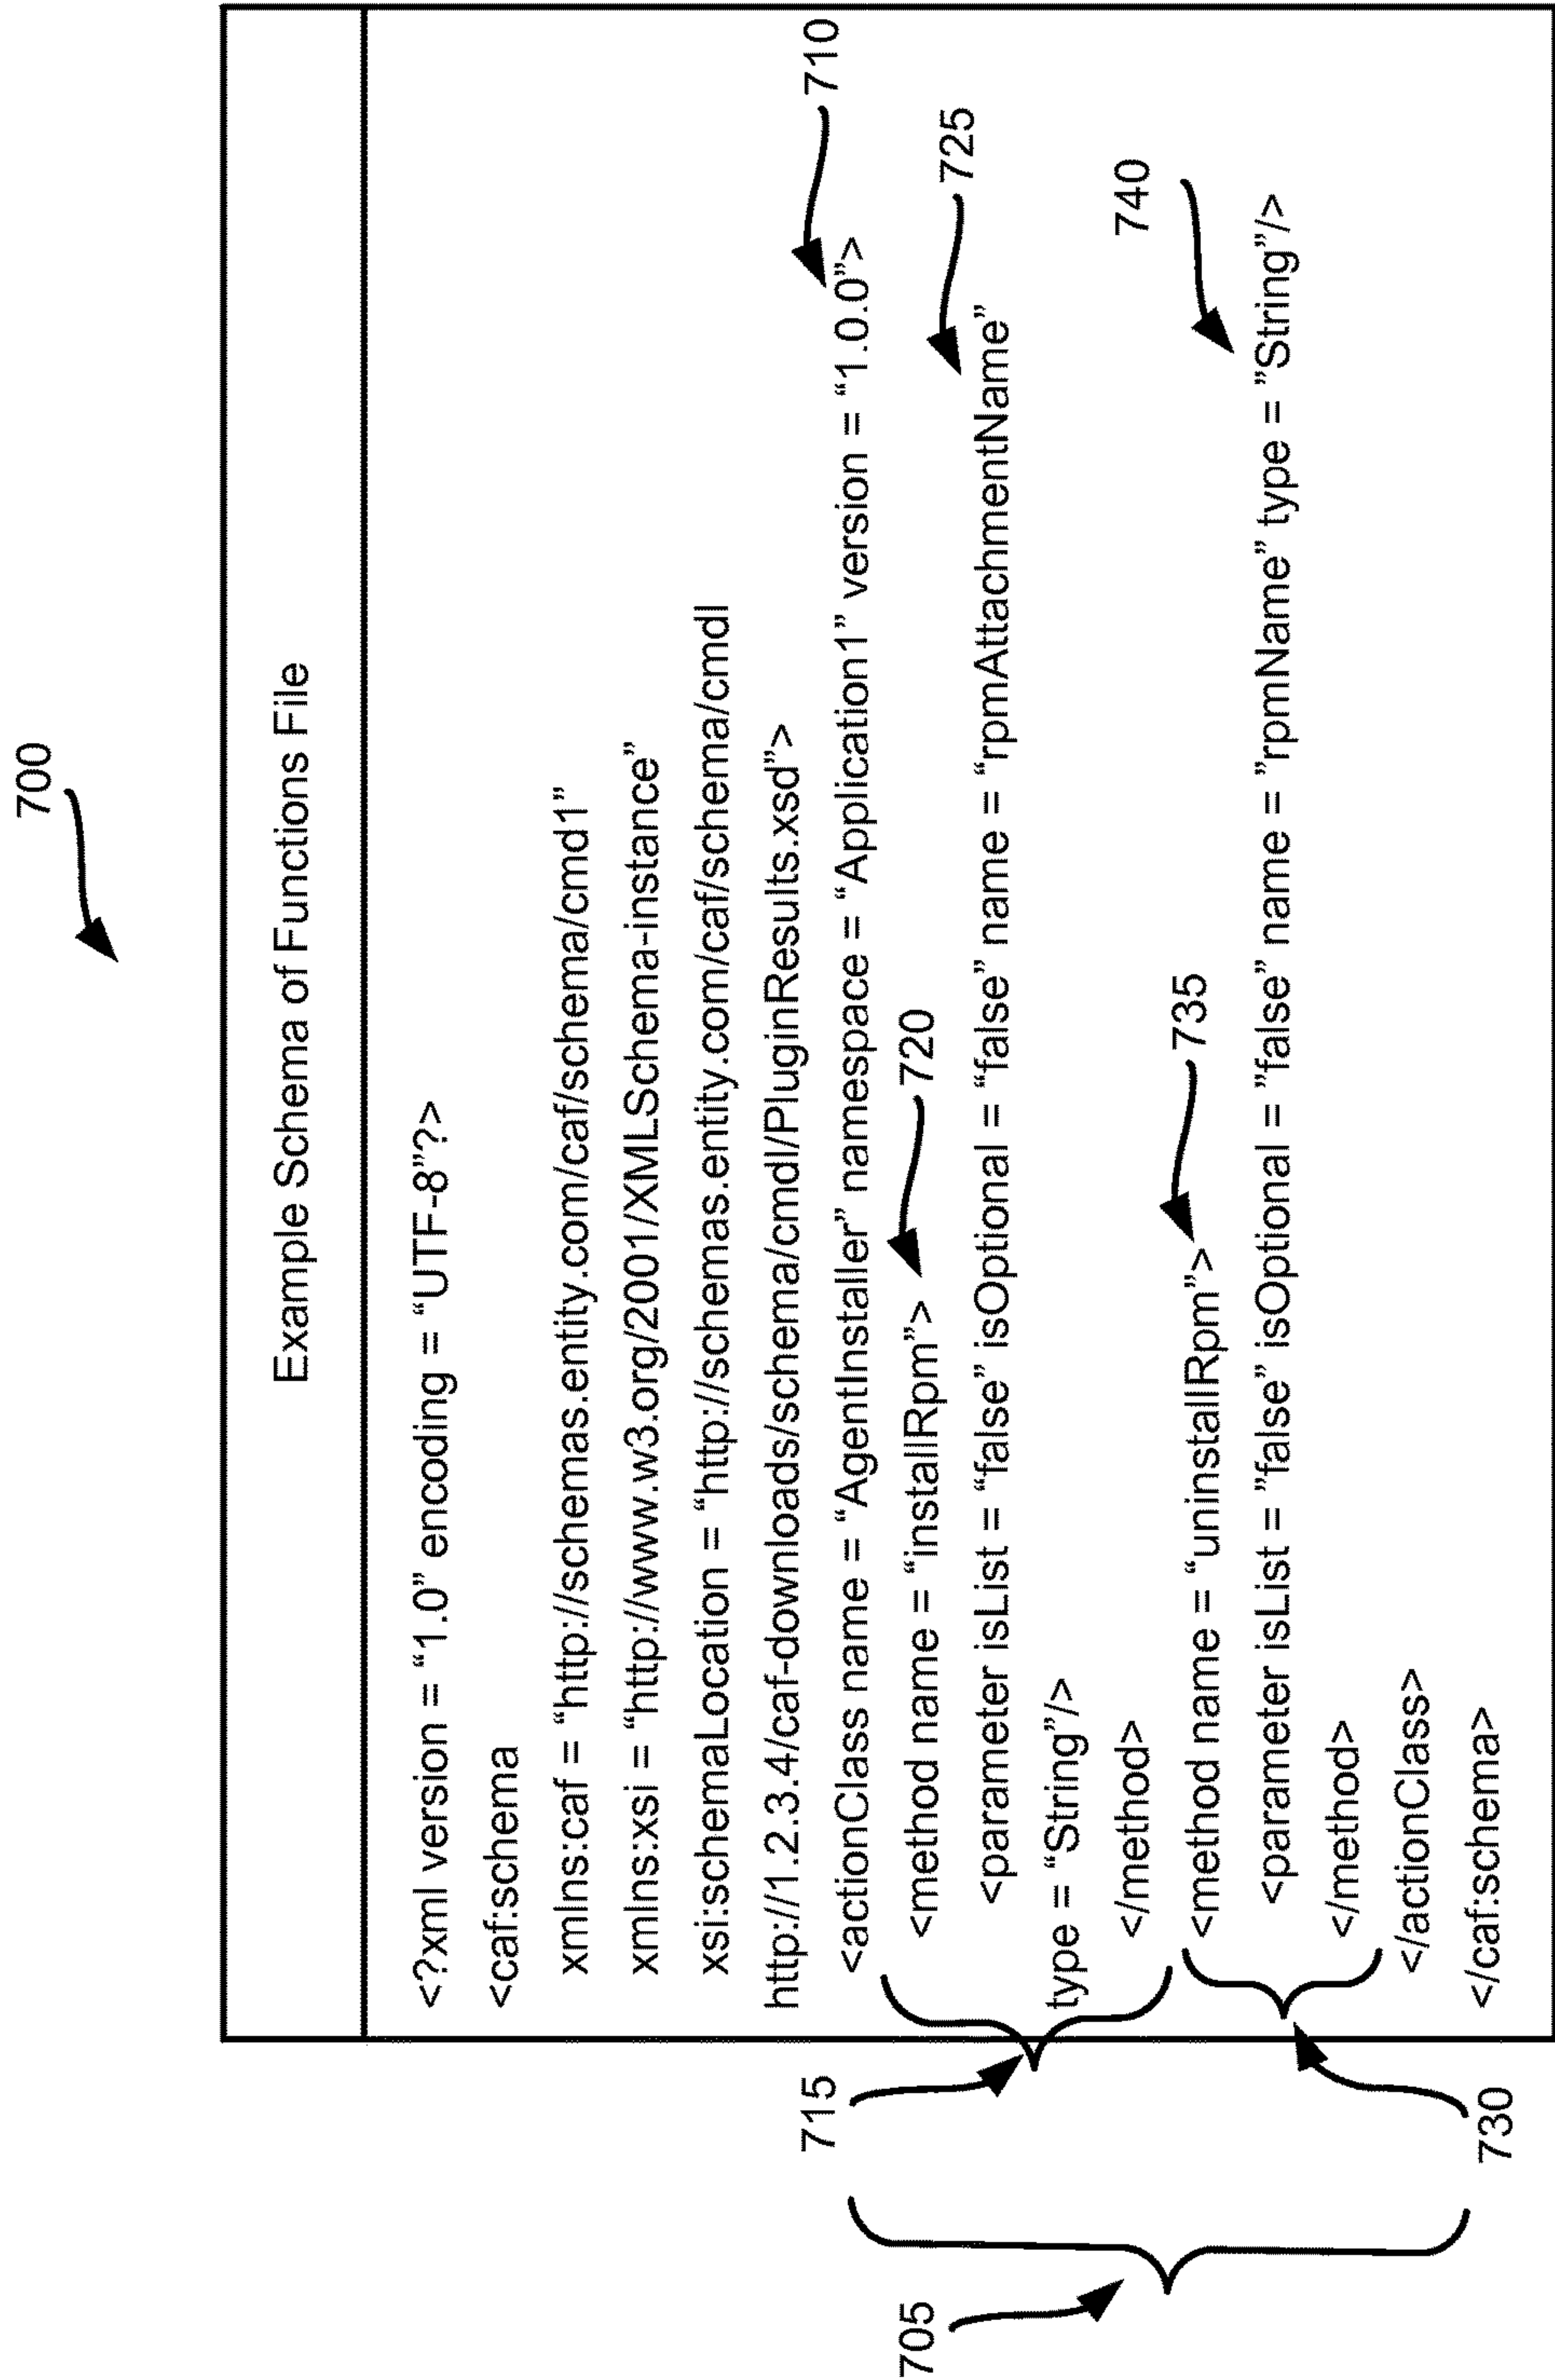 700
Example Schema of Functions File
<?xml version = “1.0” encoding = “UTF-8”?>
<caf:schema
xmlns:caf = “http://schemas.entity.com/caf/schema/cmd1”
xmlns:xsi = “http://www.w3.org/2001/XMLSchema-instance”
xsi:schemaLocation = “http://schemas.entity.com/caf/schema/cmdl
http://1.2.3.4/caf-downloads/schema/cmdl/PluginResults.xsd”>
710
<actionClass name = “AgentInstaller” namespace = “Application1” version = “1.0.0”>
715
720
<method name = “installRpm”>
725
<parameter isList = “false” isOptional = “false” name = “rpmAttachmentName”
type = “String”/>
</method>
705
735
<method name = “uninstallRpm”>
740
<parameter isList = ”false” isOptional = ”false” name = ”rpmName” type = ”String”/>
</method>
730
</actionClass>
</caf:schema>